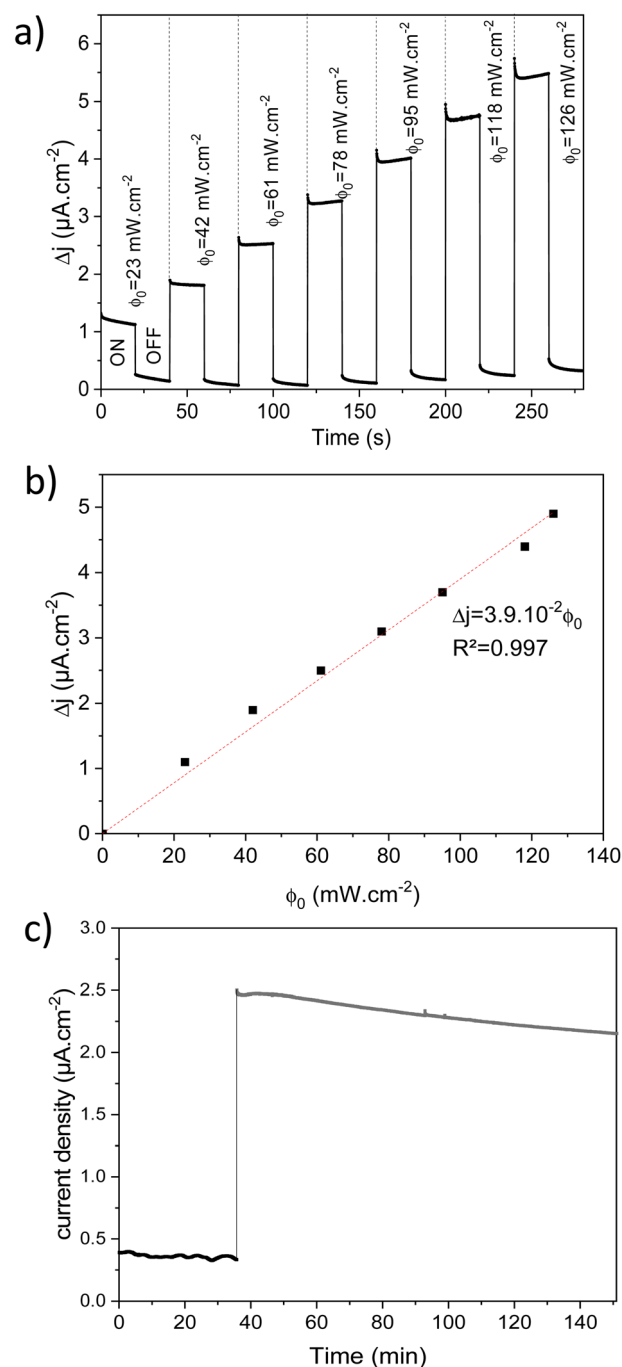 a)
6
5
4
3
2
1
0
Δj (µA.cm-2)
ON
OFF
ϕ0=23 mW.cm-2
ϕ0=42 mW.cm-2
ϕ0=61 mW.cm-2
ϕ0=78 mW.cm-2
ϕ0=95 mW.cm-2
ϕ0=118 mW.cm-2
ϕ0=126 mW.cm-2
0 50 100 150 200 250
Time (s)
b)
5
4
3
2
1
0
Δj (µA.cm-2)
Δj=3.9.10-2ϕ0
R²=0.997
0 20 40 60 80 100 120 140
ϕ0 (mW.cm-2)
c)
3.0
2.5
2.0
1.5
1.0
0.5
0.0
current density (µA.cm-2)
0 20 40 60 80 100 120 140
Time (min)